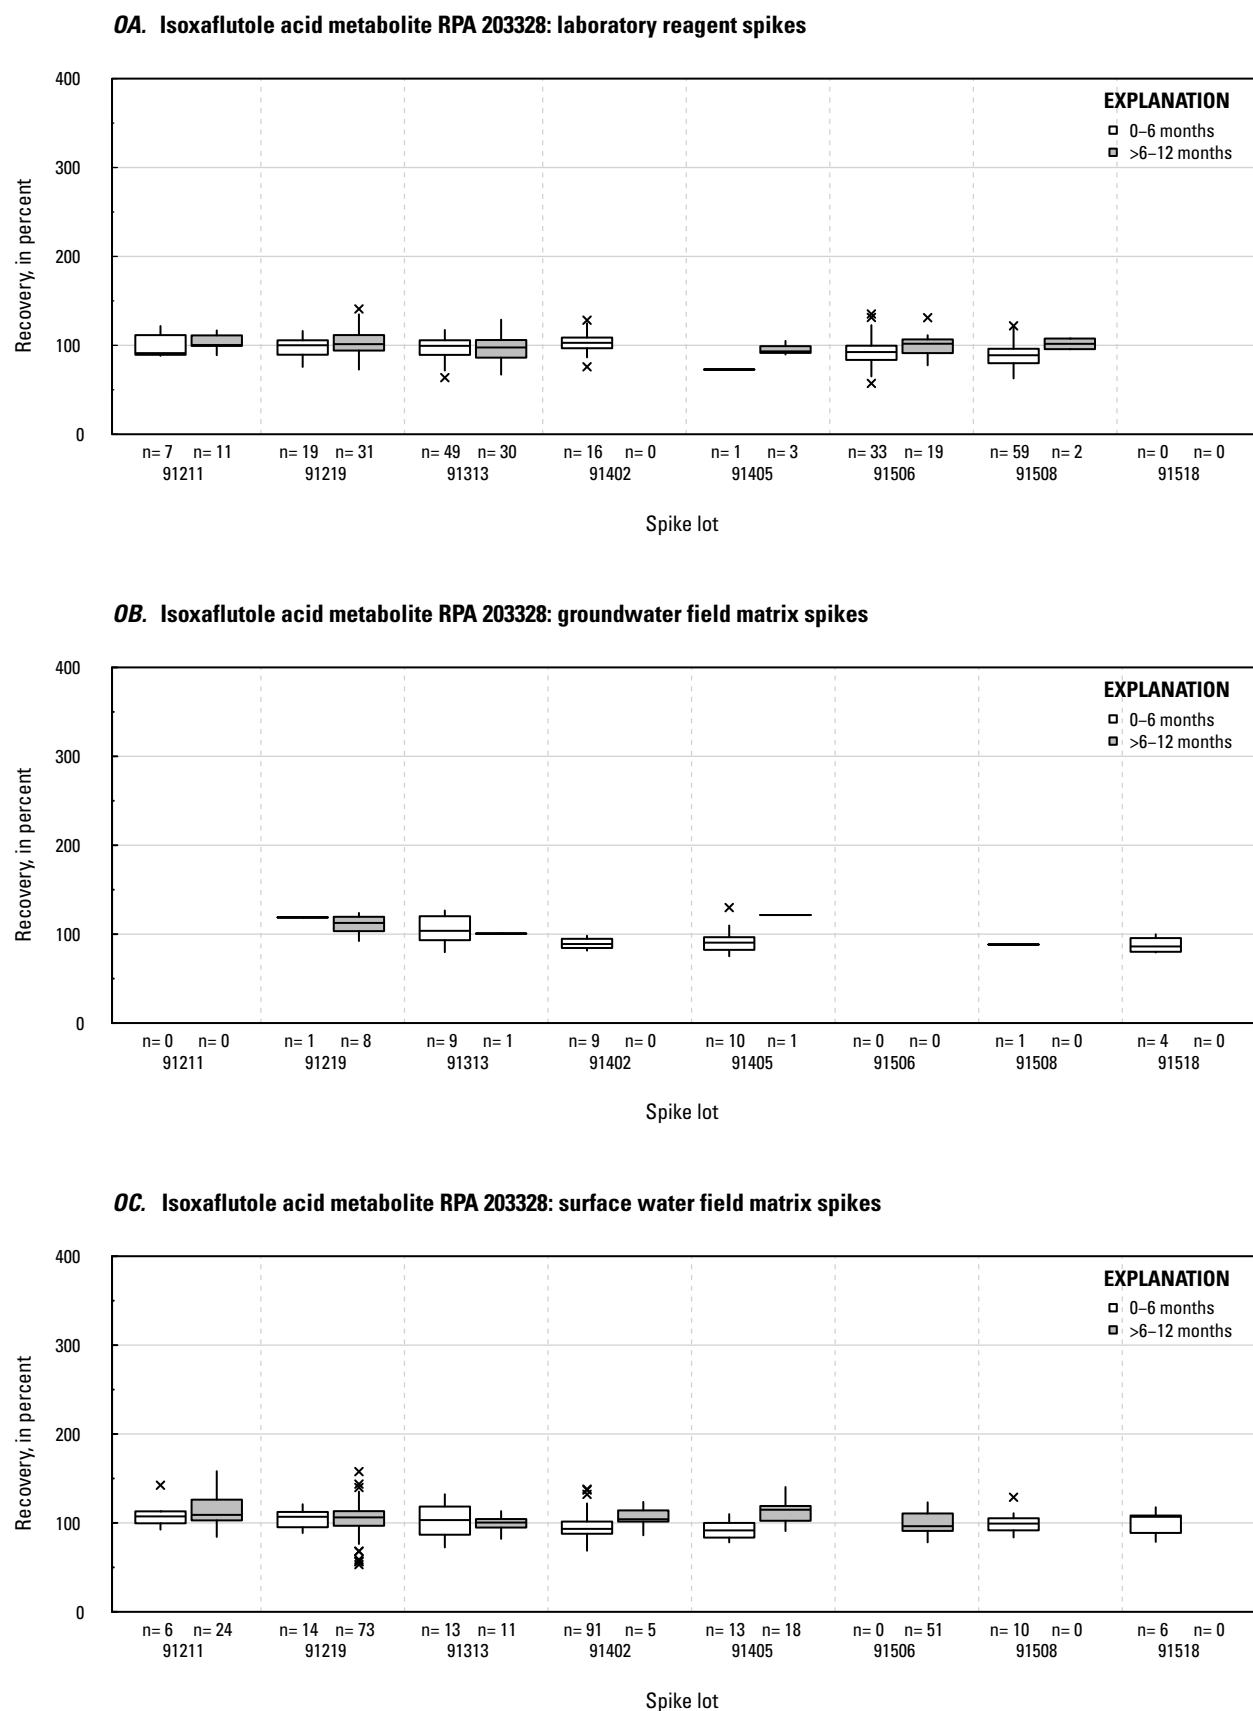 OA. Isoxaflutole acid metabolite RPA 203328: laboratory reagent spikes
400
300
200
100
0
Recovery, in percent
EXPLANATION
0–6 months
>6–12 months
n= 7 n= 11 n= 19 n= 31 n= 49 n= 30 n= 16 n= 0 n= 1 n= 3 n= 33 n= 19 n= 59 n= 2 n= 0 n= 0
91211 91219 91313 91402 91405 91506 91508 91518
Spike lot
OB. Isoxaflutole acid metabolite RPA 203328: groundwater field matrix spikes
400
300
200
100
0
Recovery, in percent
EXPLANATION
0–6 months
>6–12 months
n= 0 n= 0 n= 1 n= 8 n= 9 n= 1 n= 9 n= 0 n= 10 n= 1 n= 0 n= 0 n= 1 n= 0 n= 4 n= 0
91211 91219 91313 91402 91405 91506 91508 91518
Spike lot
OC. Isoxaflutole acid metabolite RPA 203328: surface water field matrix spikes
400
300
200
100
0
Recovery, in percent
EXPLANATION
0–6 months
>6–12 months
n= 6 n= 24 n= 14 n= 73 n= 13 n= 11 n= 91 n= 5 n= 13 n= 18 n= 0 n= 51 n= 10 n= 0 n= 6 n= 0
91211 91219 91313 91402 91405 91506 91508 91518
Spike lot